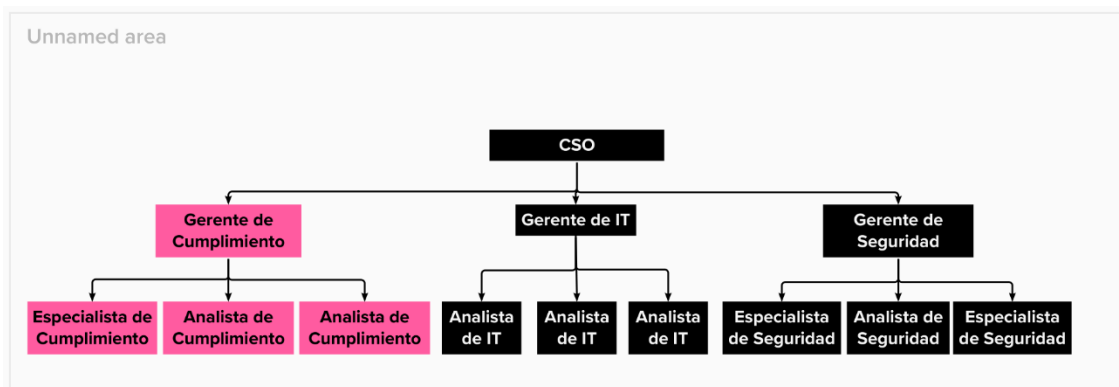 Unnamed area
CSO
Gerente de
Cumplimiento
Gerente de IT
Gerente de
Seguridad
Especialista de
Cumplimiento
Analista de
Cumplimiento
Analista de
Cumplimiento
Analista
de IT
Analista
de IT
Analista
de IT
Especialista
de Seguridad
Analista de
Seguridad
Especialista
de Seguridad